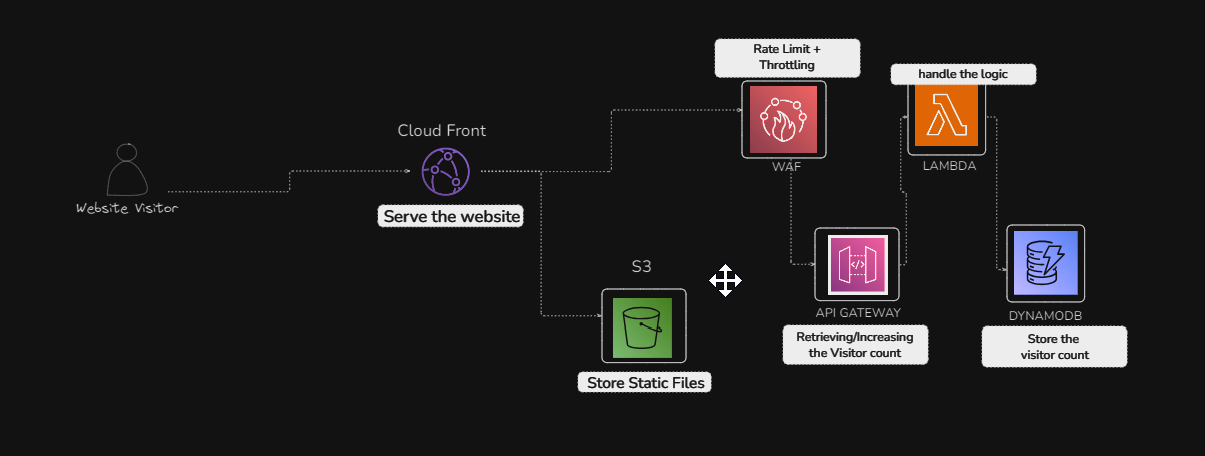 Rate Limit +
Throttling
handle the logic
Cloud Front
WAF
LAMBDA
Website Visitor
Serve the website
S3
API GATEWAY
DYNAMODB
Retrieving/Increasing
the Visitor count
Store the
visitor count
Store Static Files